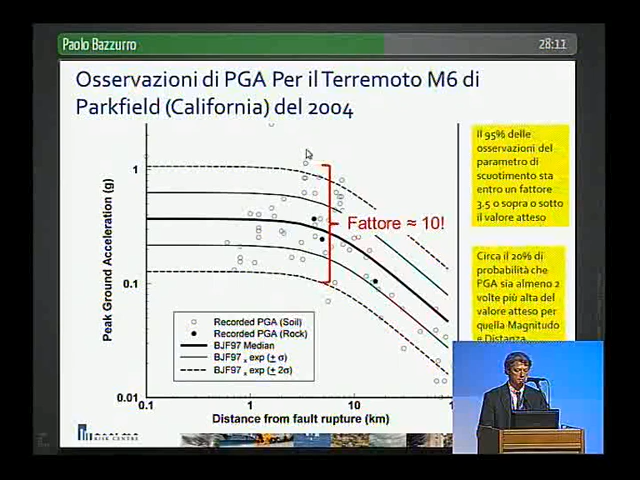 Paolo Bazzurro
28:11
Osservazioni di PGA Per il Terremoto M6 di
Parkfield (California) del 2004
Il 95% delle
osservazioni del
parametro di
scuotimento sta
entro un fattore
3.5 o sopra o sotto
il valore atteso
Circa il 20% di
probabilità che
PGA sia almeno 2
volte più alta del
valore atteso per
quella Magnitudo
e Distanza.
Fattore ≈ 10!
Peak Ground Acceleration (g)
1
0.1
0.01
Recorded PGA (Soil)
Recorded PGA (Rock)
BJF97 Median
BJF97 x exp (± σ)
BJF97 x exp (± 2σ)
0.1
1
10
Distance from fault rupture (km)
RISK CENTRE